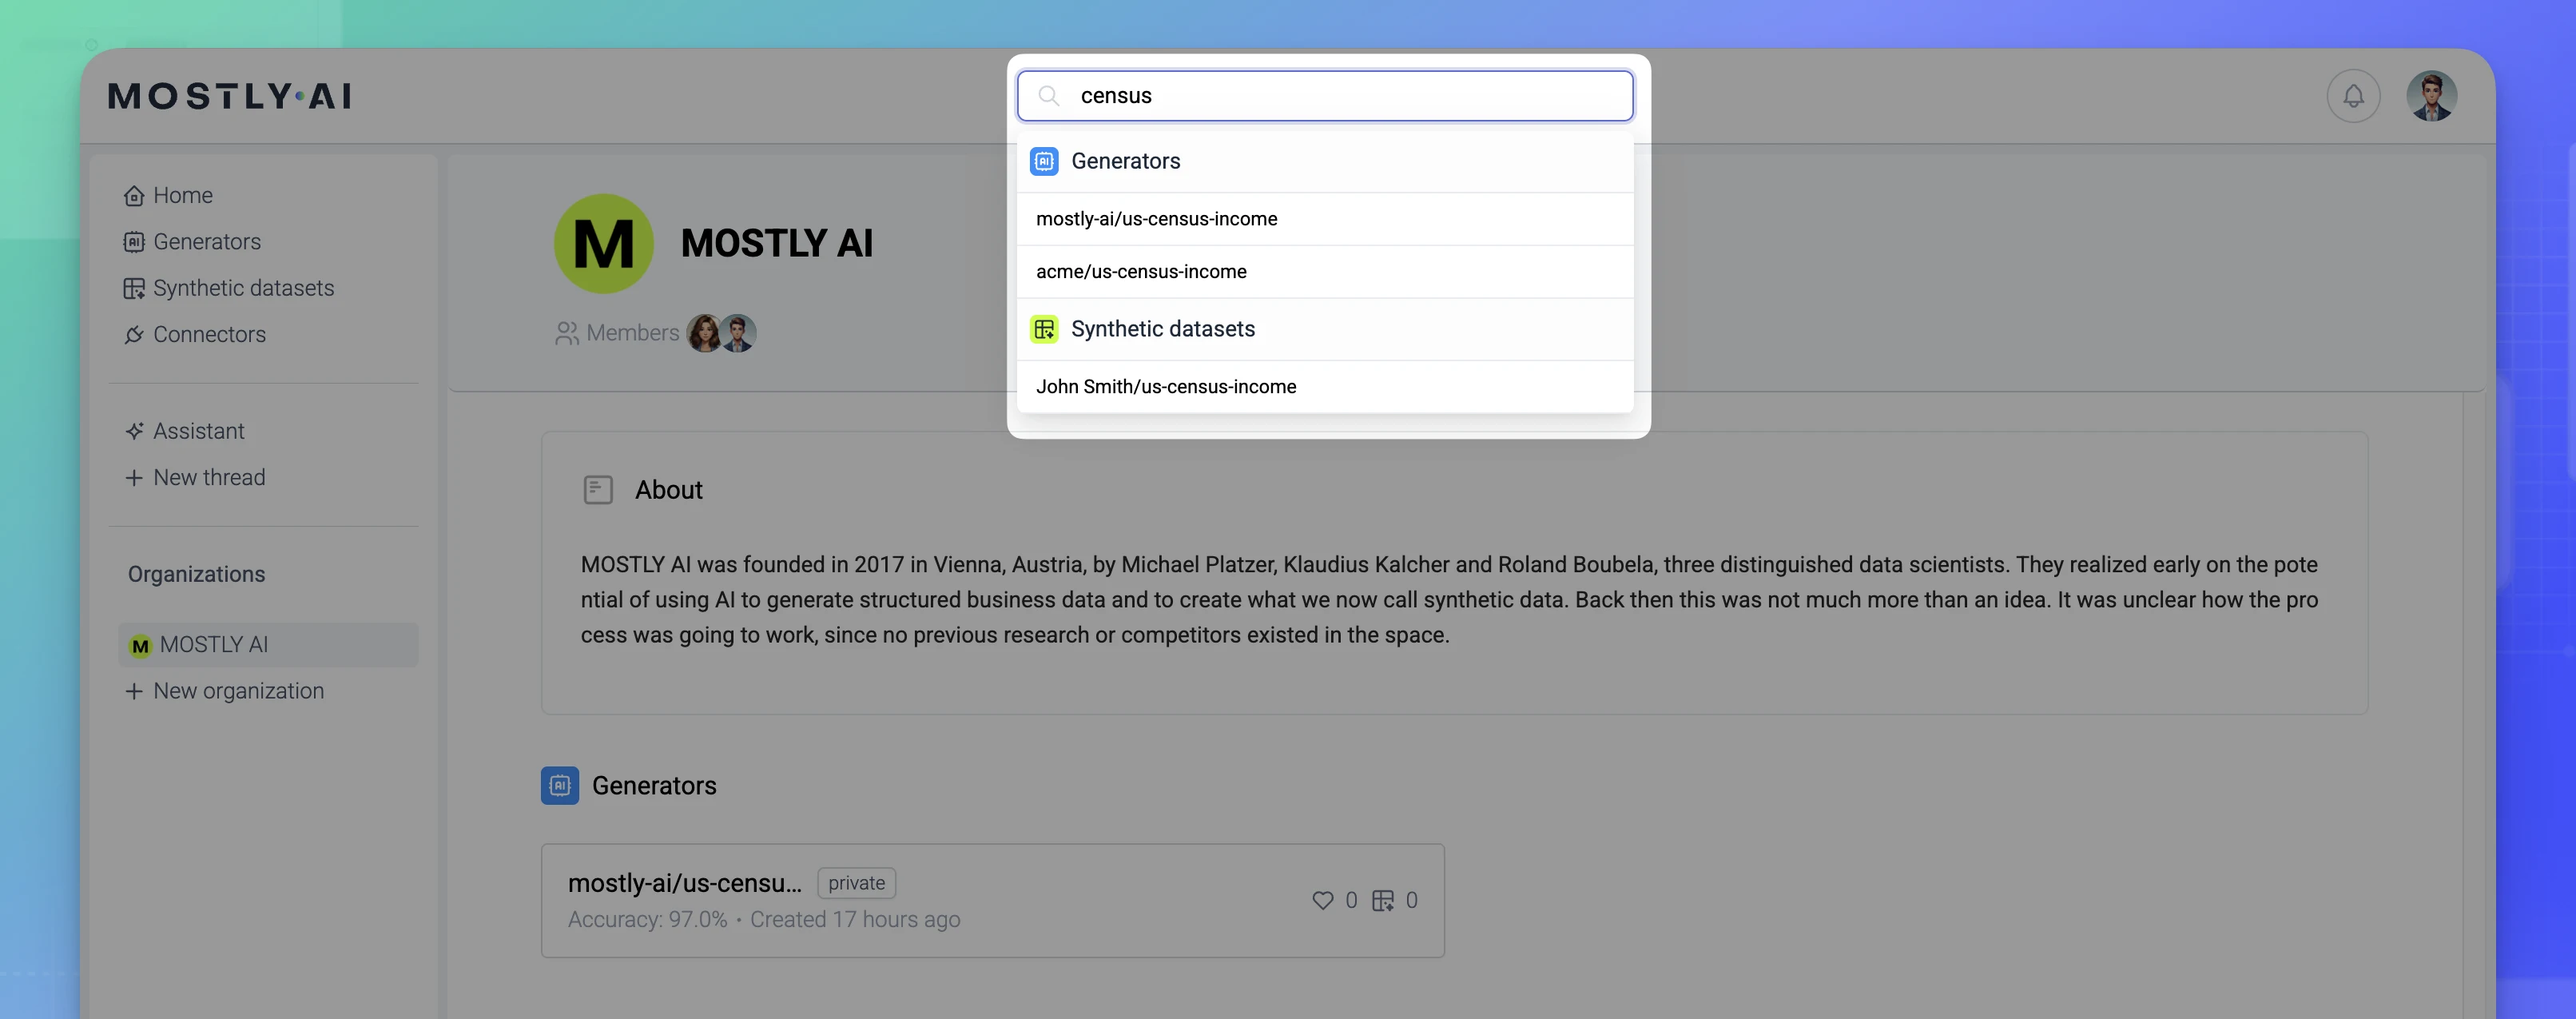 MOSTLY·AI
census
Generators
mostly-ai/us-census-income
acme/us-census-income
Synthetic datasets
John Smith/us-census-income
Home
Generators
Synthetic datasets
Connectors
Assistant
New thread
Organizations
M MOSTLY AI
New organization
M MOSTLY AI
Members
About
MOSTLY AI was founded in 2017 in Vienna, Austria, by Michael Platzer, Klaudius Kalcher and Roland Boubela, three distinguished data scientists. They realized early on the pote
ntial of using AI to generate structured business data and to create what we now call synthetic data. Back then this was not much more than an idea. It was unclear how the pro
cess was going to work, since no previous research or competitors existed in the space.
AI Generators
mostly-ai/us-censu... private
0 0
Accuracy: 97.0% • Created 17 hours ago